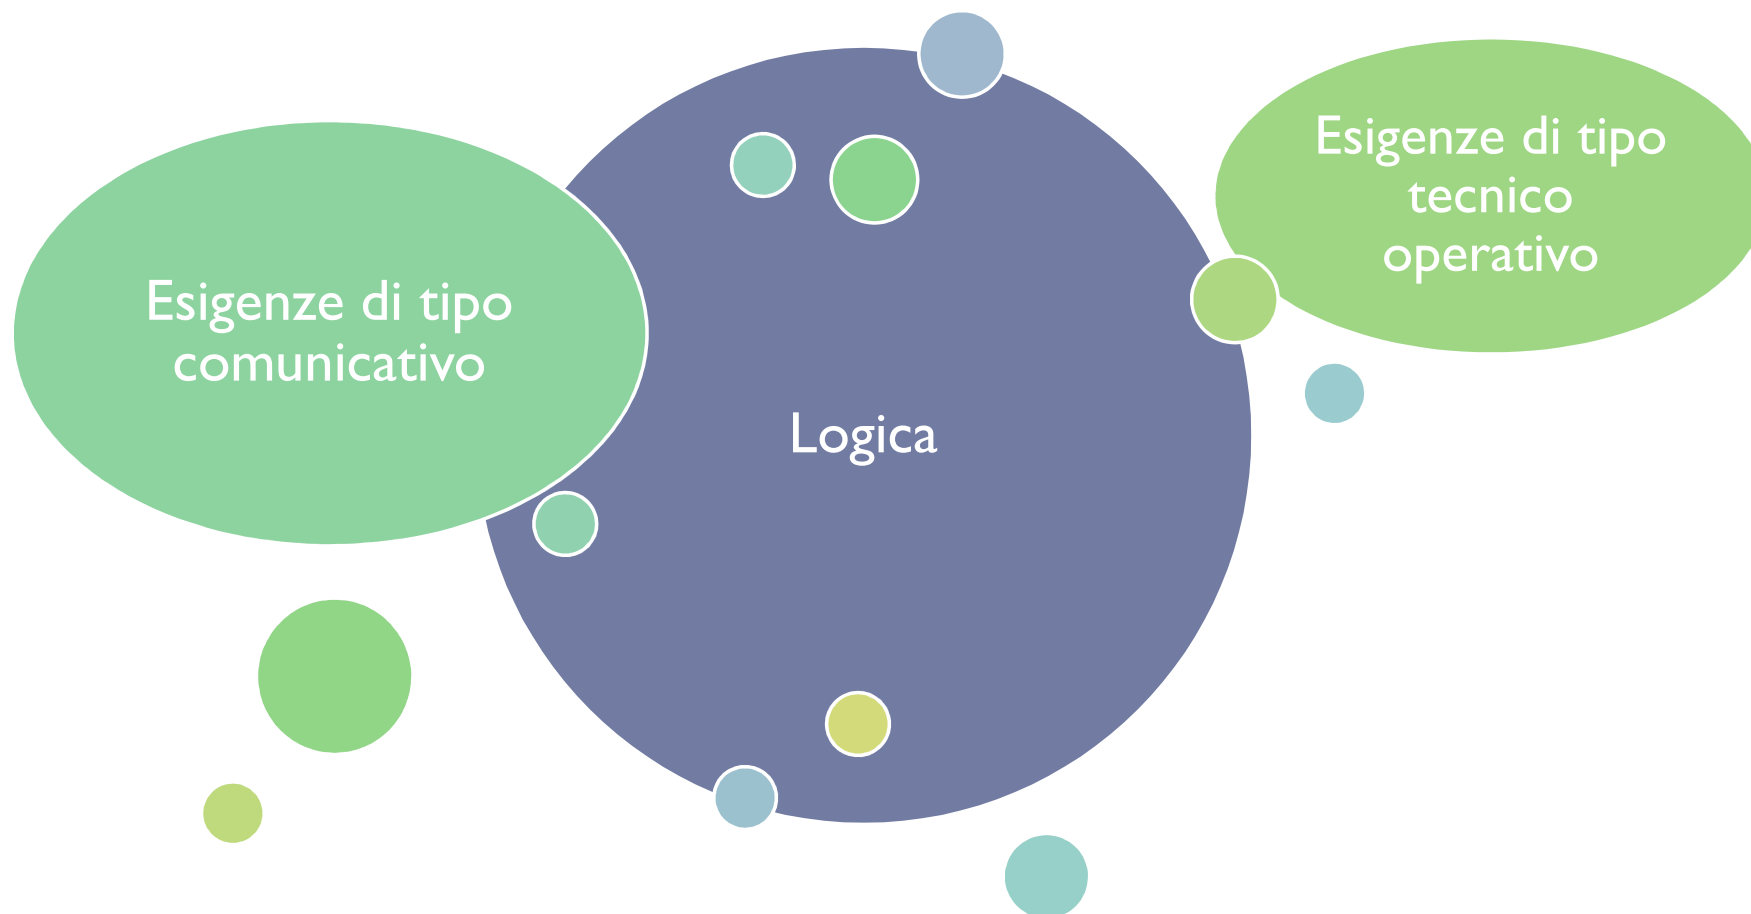 Esigenze di tipo
comunicativo
Logica
Esigenze di tipo
tecnico
operativo